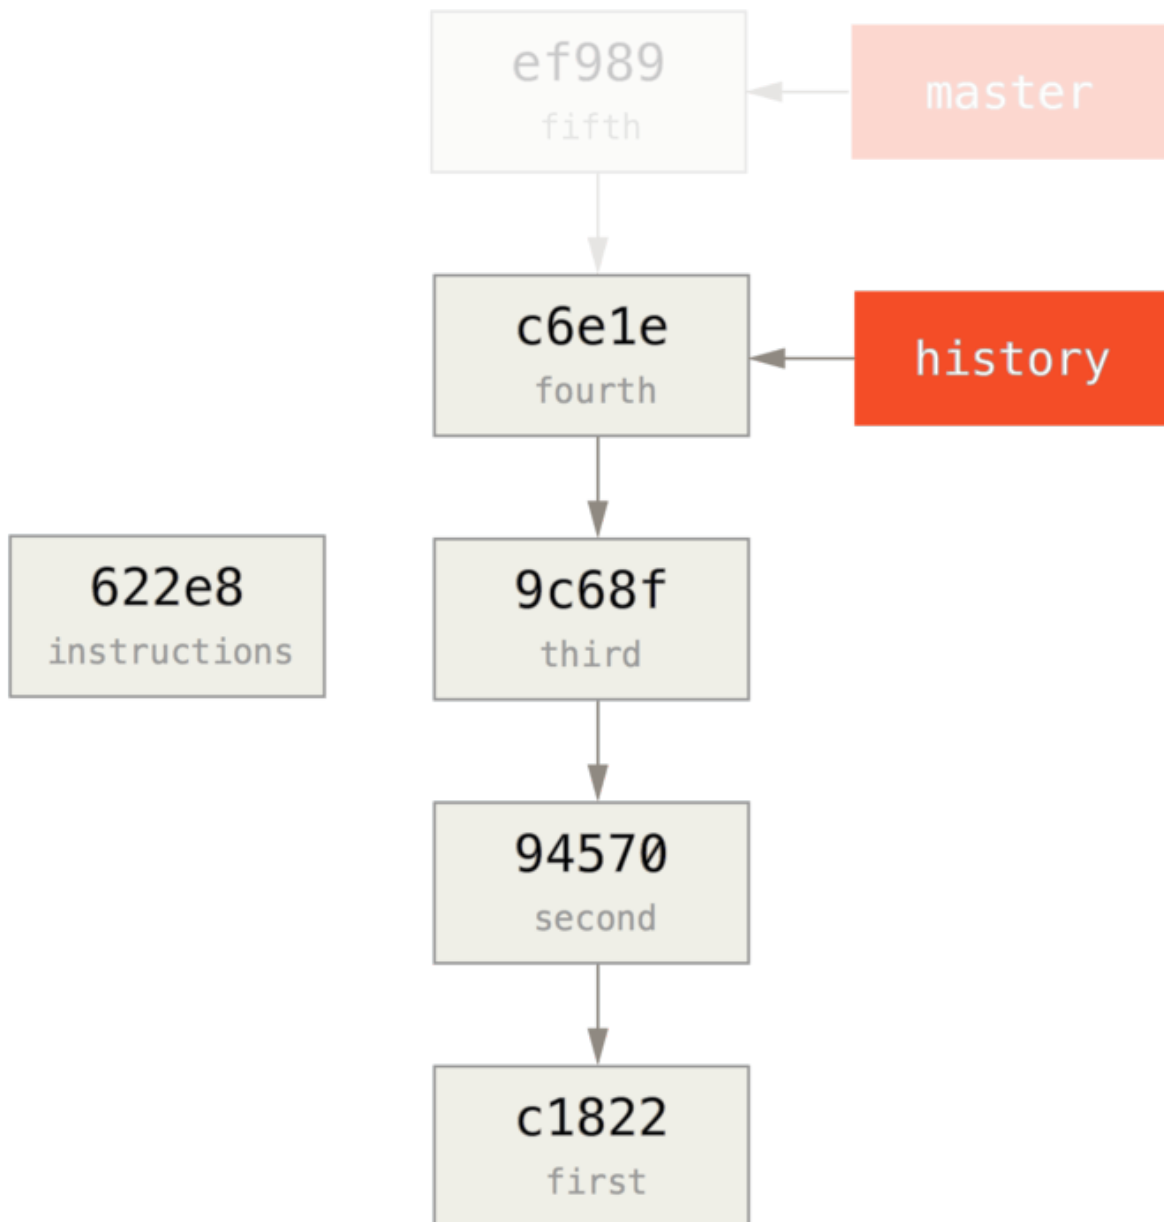 ef989
fifth
master
c6e1e
fourth
history
622e8
instructions
9c68f
third
94570
second
c1822
first